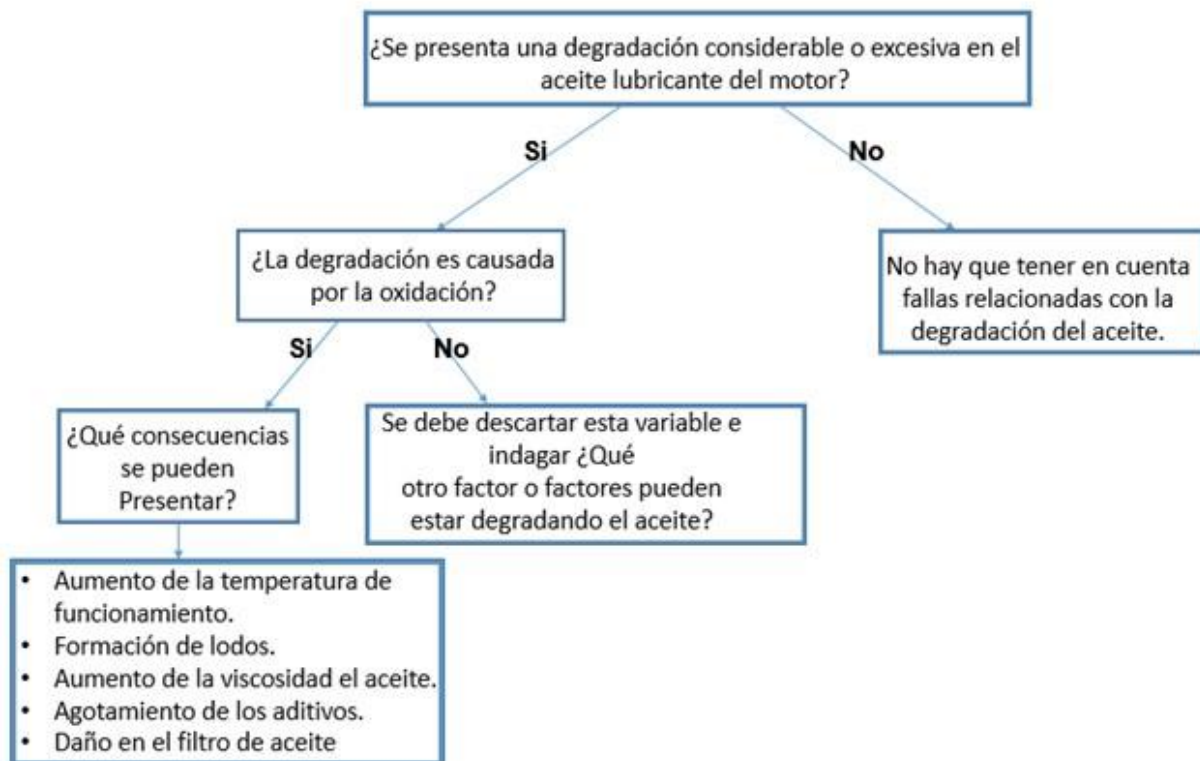 ¿Se presenta una degradación considerable o excesiva en el
aceite lubricante del motor?
Si
No
¿La degradación es causada
por la oxidación?
No hay que tener en cuenta
fallas relacionadas con la
degradación del aceite.
Si
No
¿Qué consecuencias
se pueden
Presentar?
Se debe descartar esta variable e
indagar ¿Qué
otro factor o factores pueden
estar degradando el aceite?
• Aumento de la temperatura de
funcionamiento.
• Formación de lodos.
• Aumento de la viscosidad el aceite.
• Agotamiento de los aditivos.
• Daño en el filtro de aceite